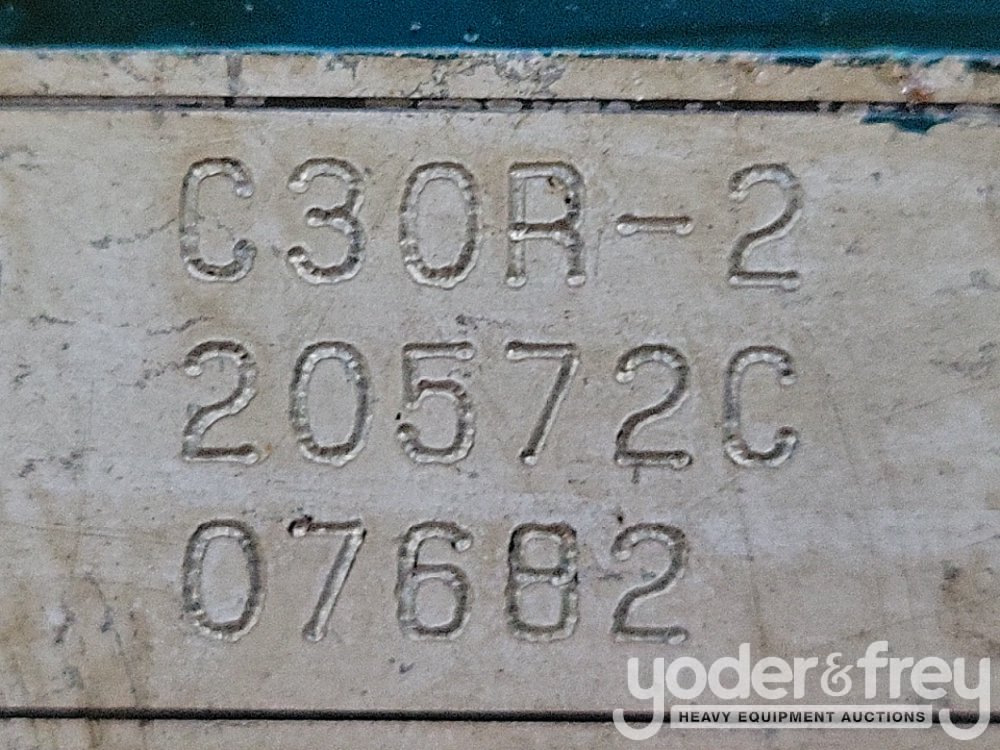 C30R-2
20572C
07682
yoder&frey
HEAVY EQUIPMENT AUCTIONS